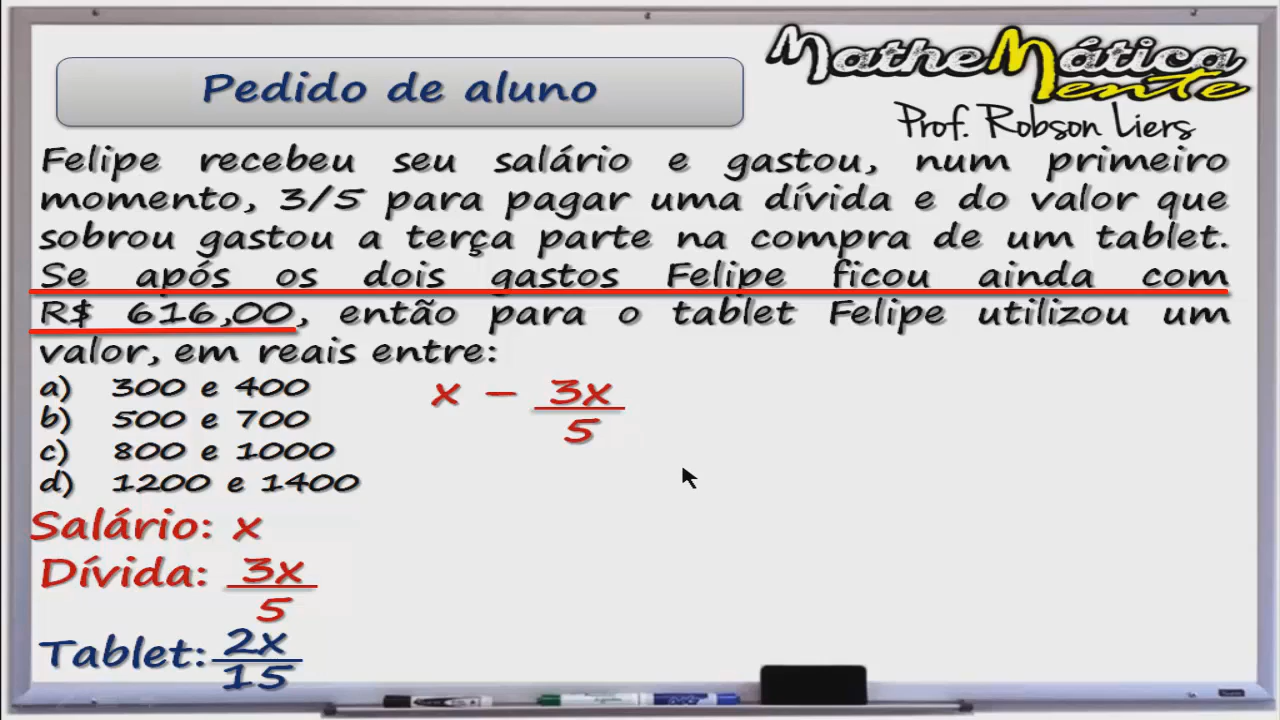 Pedido de aluno
MatheMática
mente
Prof. Robson Liers
Felipe recebeu seu salário e gastou, num primeiro
momento, 3/5 para pagar uma dívida e do valor que
sobrou gastou a terça parte na compra de um tablet.
Se após os dois gastos Felipe ficou ainda com
R$ 616,00, então para o tablet Felipe utilizou um
valor, em reais entre:
a) 300 e 400
b) 500 e 700
c) 800 e 1000
d) 1200 e 1400
x – 3x
5
Salário: x
Dívida: 3x
5
Tablet: 2x
15